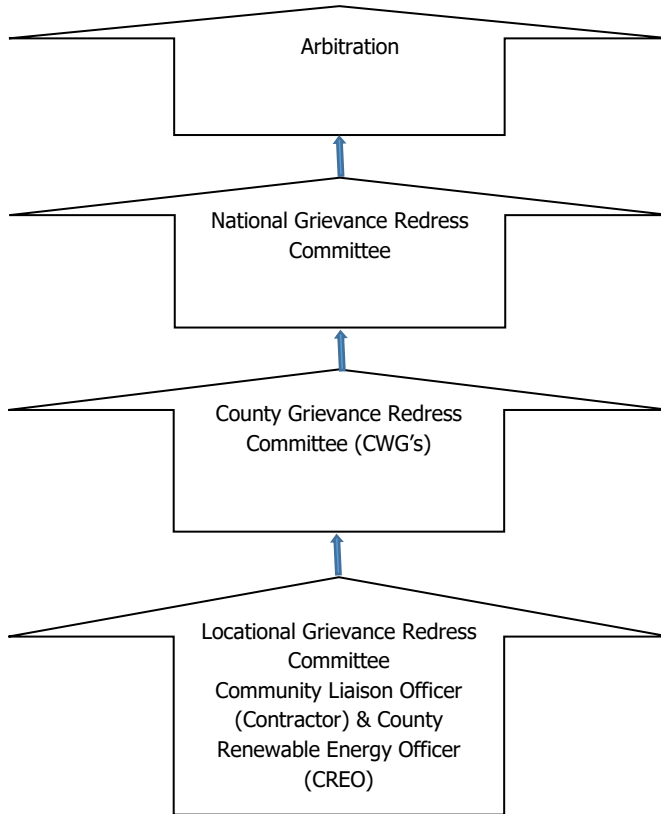 Arbitration
National Grievance Redress
Committee
County Grievance Redress
Committee (CWG’s)
Locational Grievance Redress
Committee
Community Liaison Officer
(Contractor) & County
Renewable Energy Officer
(CREO)